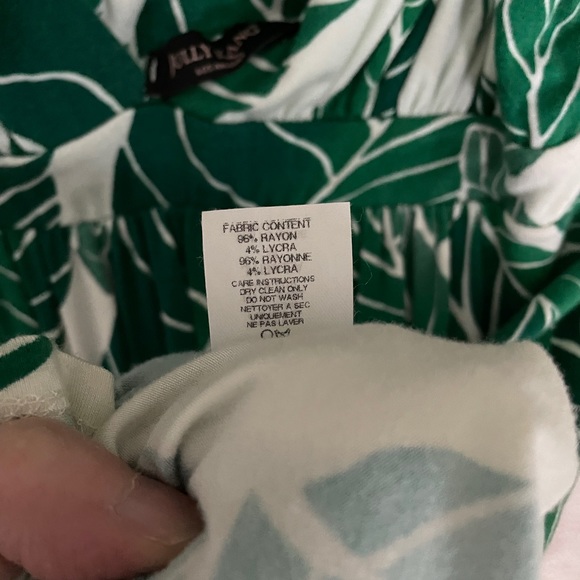 FABRIC CONTENT
96% RAYON
4% LYCRA
96% RAYONNE
4% LYCRA
CARE INSTRUCTIONS
DRY CLEAN ONLY
DO NOT WASH
NETTOYER A SEC
UNIQUEMENT
NE PAS LAVER